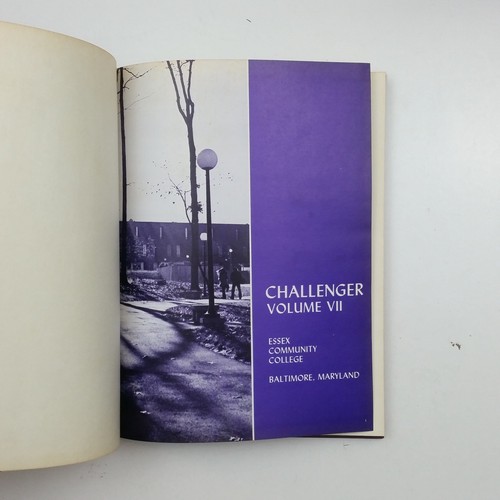 CHALLENGER
VOLUME VII
ESSEX
COMMUNITY
COLLEGE
BALTIMORE, MARYLAND